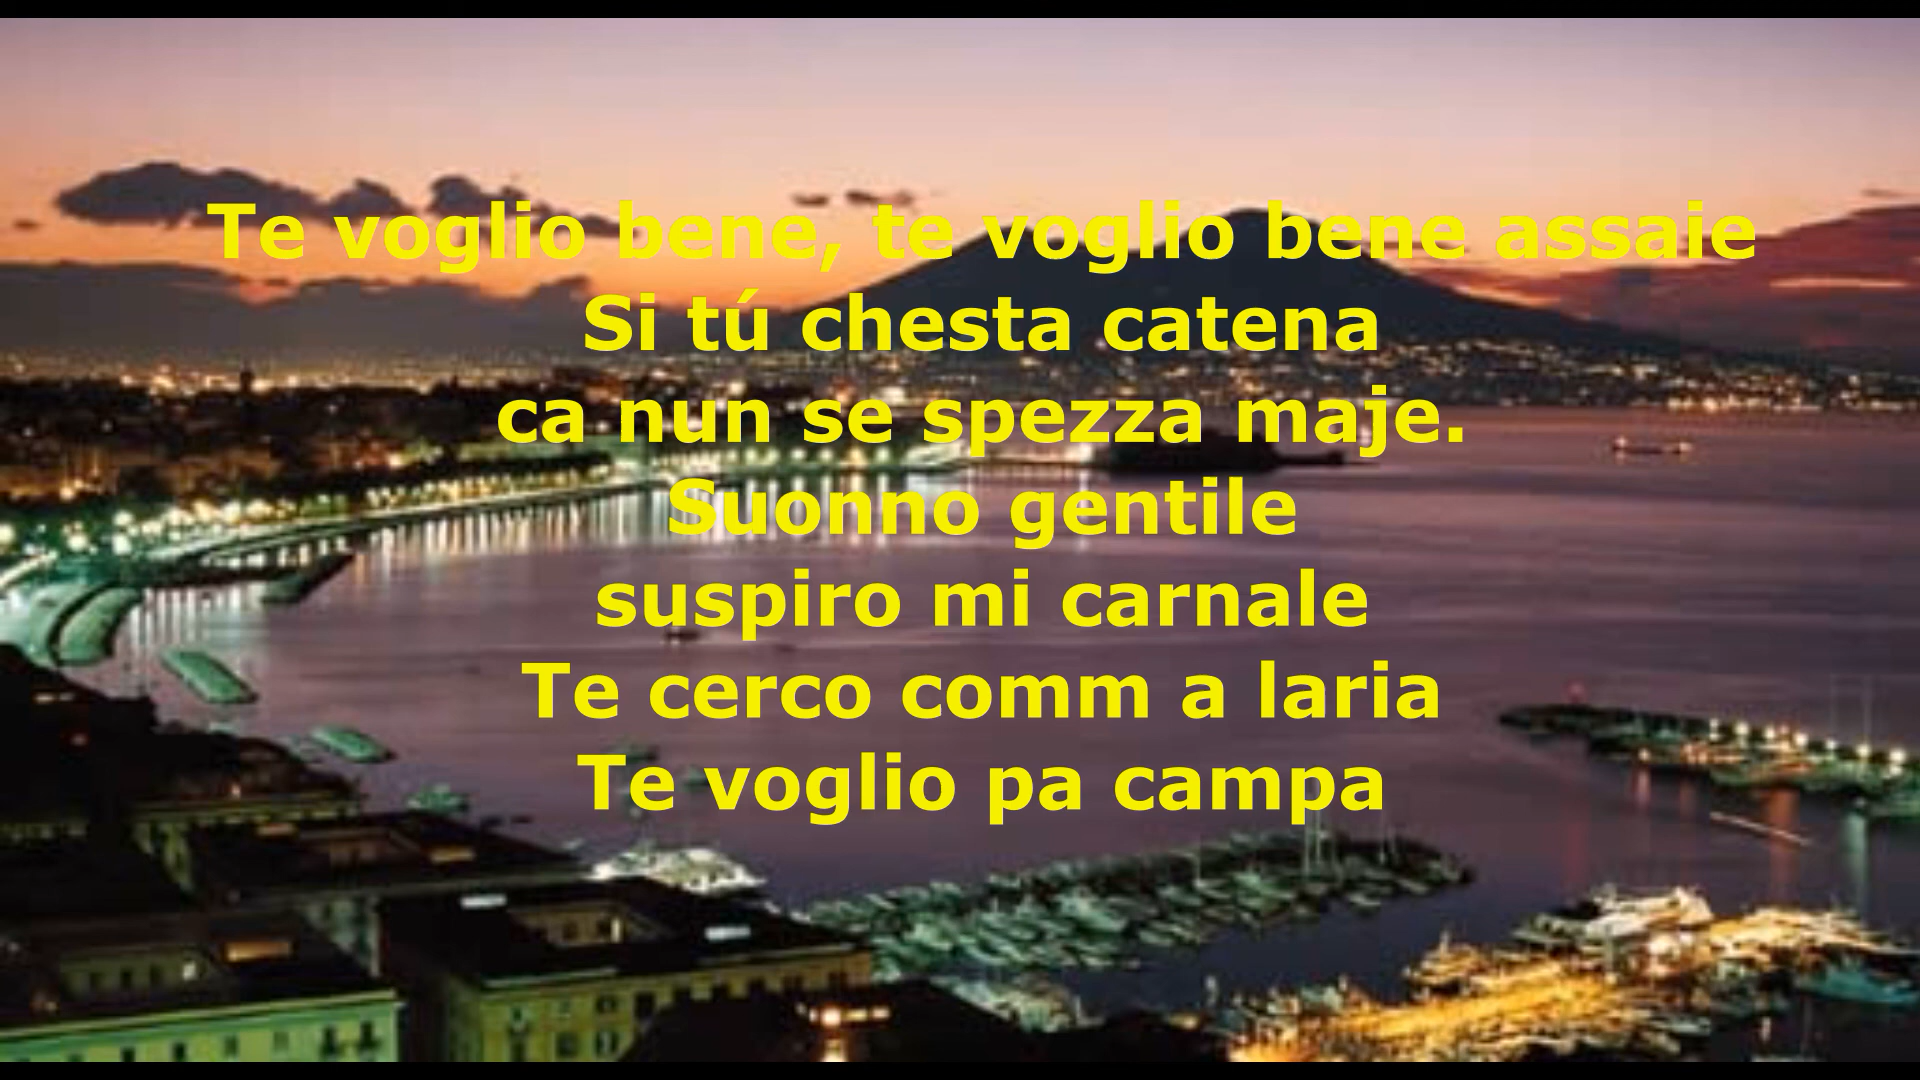 Te voglio bene, te voglio bene assaie
Si tú chesta catena
ca nun se spezza maje.
Suonno gentile
suspiro mi carnale
Te cerco comm a laria
Te voglio pa campa